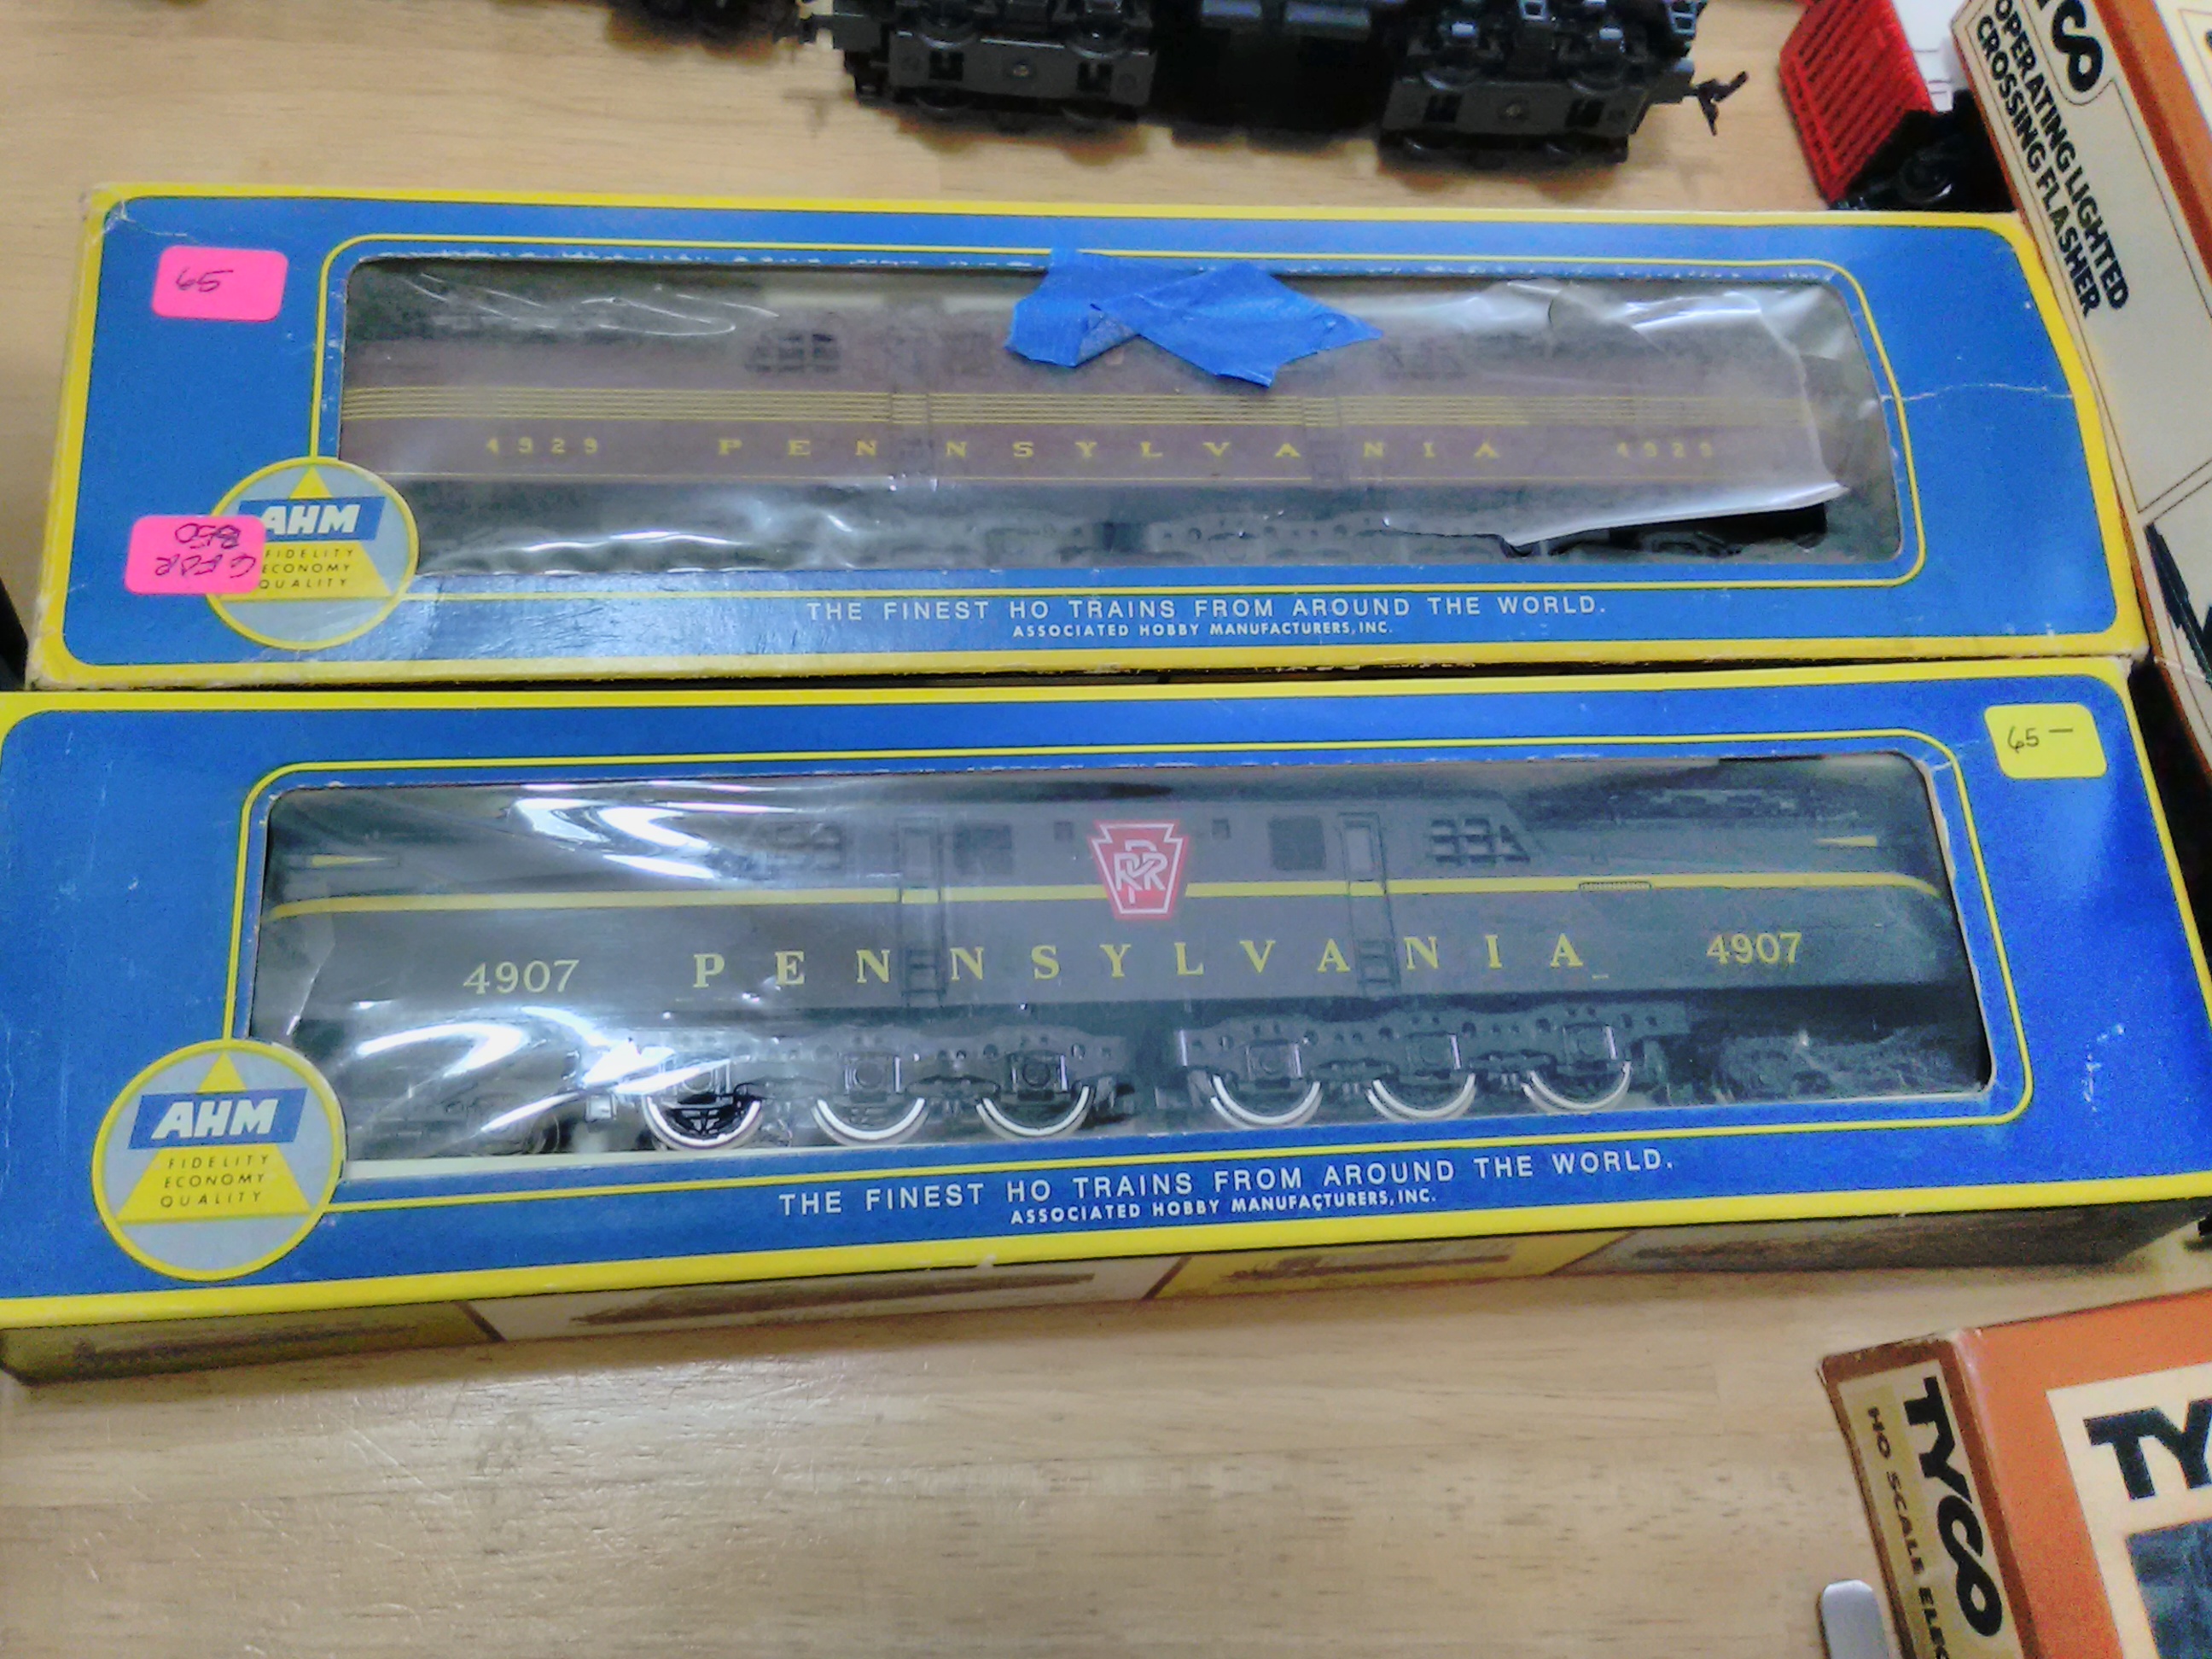 TYCO
OPERATING LIGHTED
CROSSING FLASHER
65
4929 PENNSYLVANIA 4929
AHM
FIDELITY
ECONOMY
QUALITY
THE FINEST HO TRAINS FROM AROUND THE WORLD.
ASSOCIATED HOBBY MANUFACTURERS, INC.
65—
PRR
4907 PENNSYLVANIA 4907
AHM
FIDELITY
ECONOMY
QUALITY
THE FINEST HO TRAINS FROM AROUND THE WORLD.
ASSOCIATED HOBBY MANUFACTURERS, INC.
TYCO
HO SCALE ELEC
TY